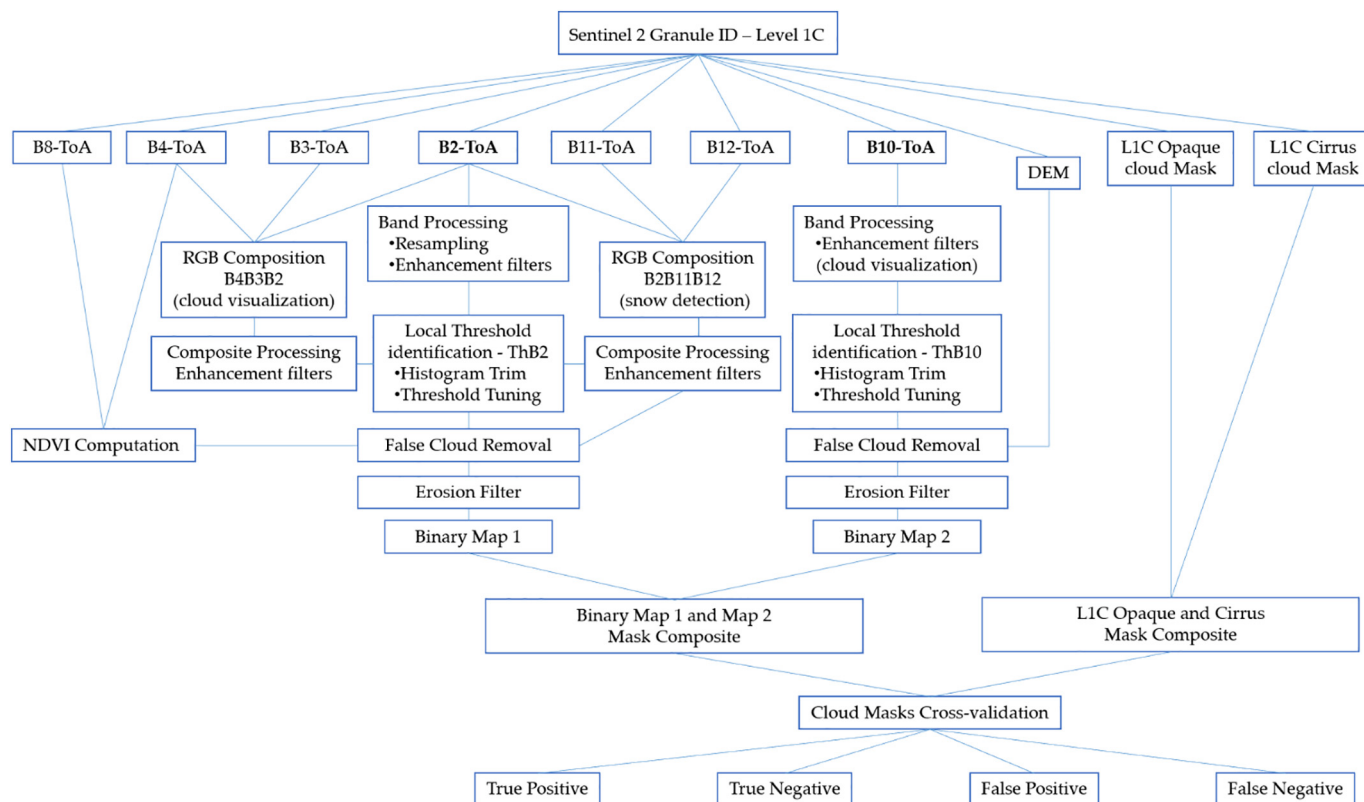 Sentinel 2 Granule ID – Level 1C
B8-ToA
B4-ToA
B3-ToA
B2-ToA
B11-ToA
B12-ToA
B10-ToA
DEM
L1C Opaque
cloud Mask
L1C Cirrus
cloud Mask
RGB Composition
B4B3B2
(cloud visualization)
Band Processing
•Resampling
•Enhancement filters
RGB Composition
B2B11B12
(snow detection)
Band Processing
•Enhancement filters
(cloud visualization)
Composite Processing
Enhancement filters
Local Threshold
identification - ThB2
•Histogram Trim
•Threshold Tuning
Composite Processing
Enhancement filters
Local Threshold
identification - ThB10
•Histogram Trim
•Threshold Tuning
NDVI Computation
False Cloud Removal
False Cloud Removal
Erosion Filter
Erosion Filter
Binary Map 1
Binary Map 2
Binary Map 1 and Map 2
Mask Composite
L1C Opaque and Cirrus
Mask Composite
Cloud Masks Cross-validation
True Positive
True Negative
False Positive
False Negative